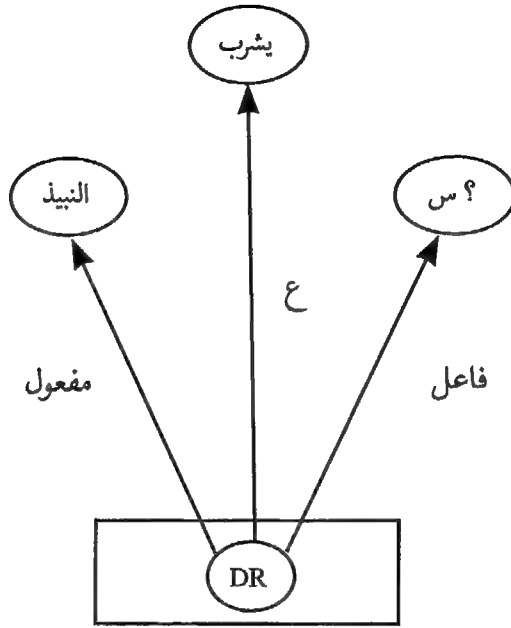 يشرب
؟ س
النبيذ
ع
فاعل
مفعول
DR